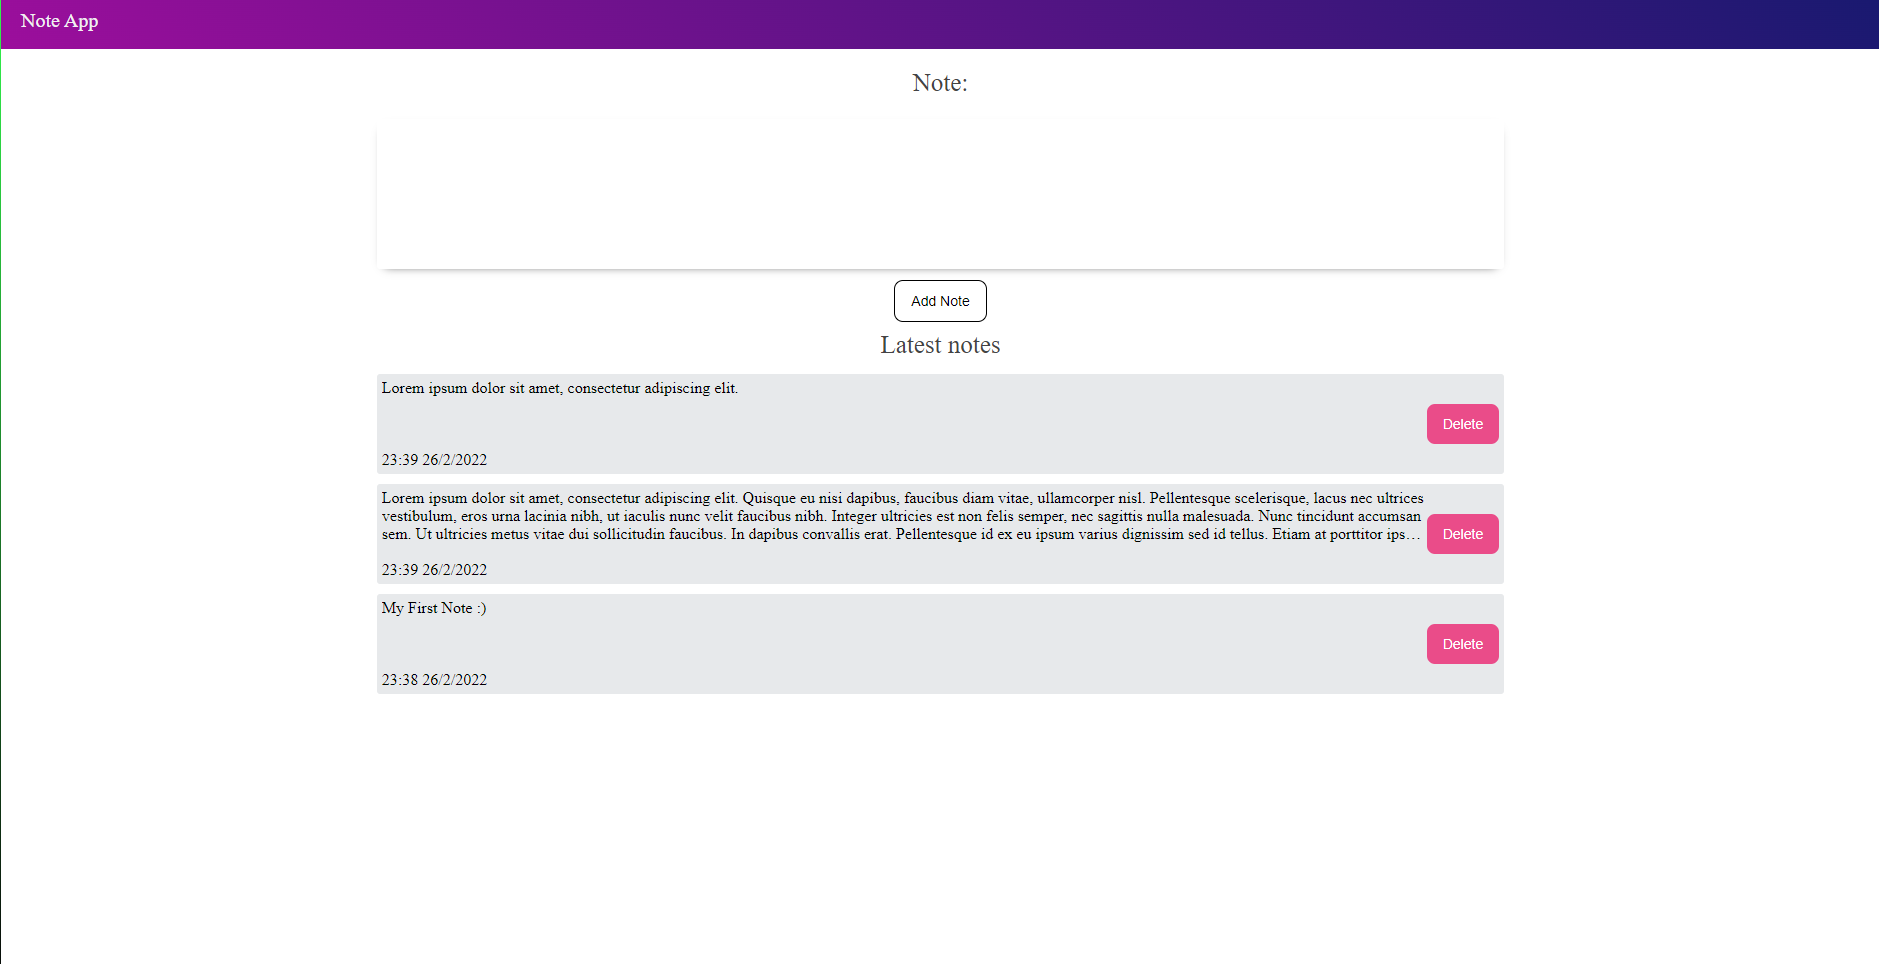 Note App
Note:
Add Note
Latest notes
Lorem ipsum dolor sit amet, consectetur adipiscing elit.
Delete
23:39 26/2/2022
Lorem ipsum dolor sit amet, consectetur adipiscing elit. Quisque eu nisi dapibus, faucibus diam vitae, ullamcorper nisl. Pellentesque scelerisque, lacus nec ultrices
vestibulum, eros urna lacinia nibh, ut iaculis nunc velit faucibus nibh. Integer ultricies est non felis semper, nec sagittis nulla malesuada. Nunc tincidunt accumsan
sem. Ut ultricies metus vitae dui sollicitudin faucibus. In dapibus convallis erat. Pellentesque id ex eu ipsum varius dignissim sed id tellus. Etiam at porttitor ips…
Delete
23:39 26/2/2022
My First Note :)
Delete
23:38 26/2/2022